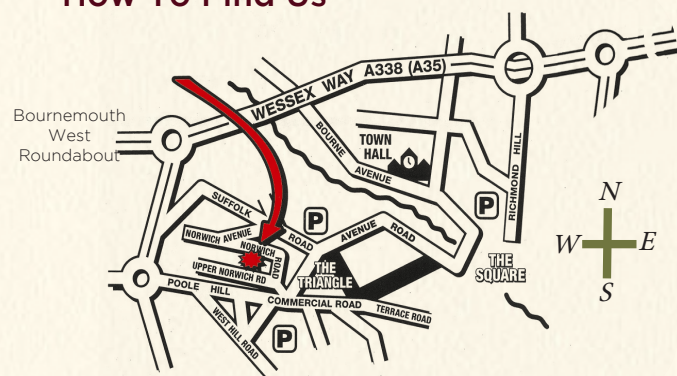 How To Find Us
WESSEX WAY A338 (A35)
Bournemouth
West
Roundabout
BOURNE
AVENUE
TOWN
HALL
RICHMOND HILL
SUFFOLK
ROAD
P
P
AVENUE
ROAD
NORWICH AVENUE
NORWICH
ROAD
UPPER NORWICH RD
THE
TRIANGLE
THE
SQUARE
POOLE HILL
COMMERCIAL ROAD
TERRACE ROAD
WEST HILL ROAD
P
N
W
E
S